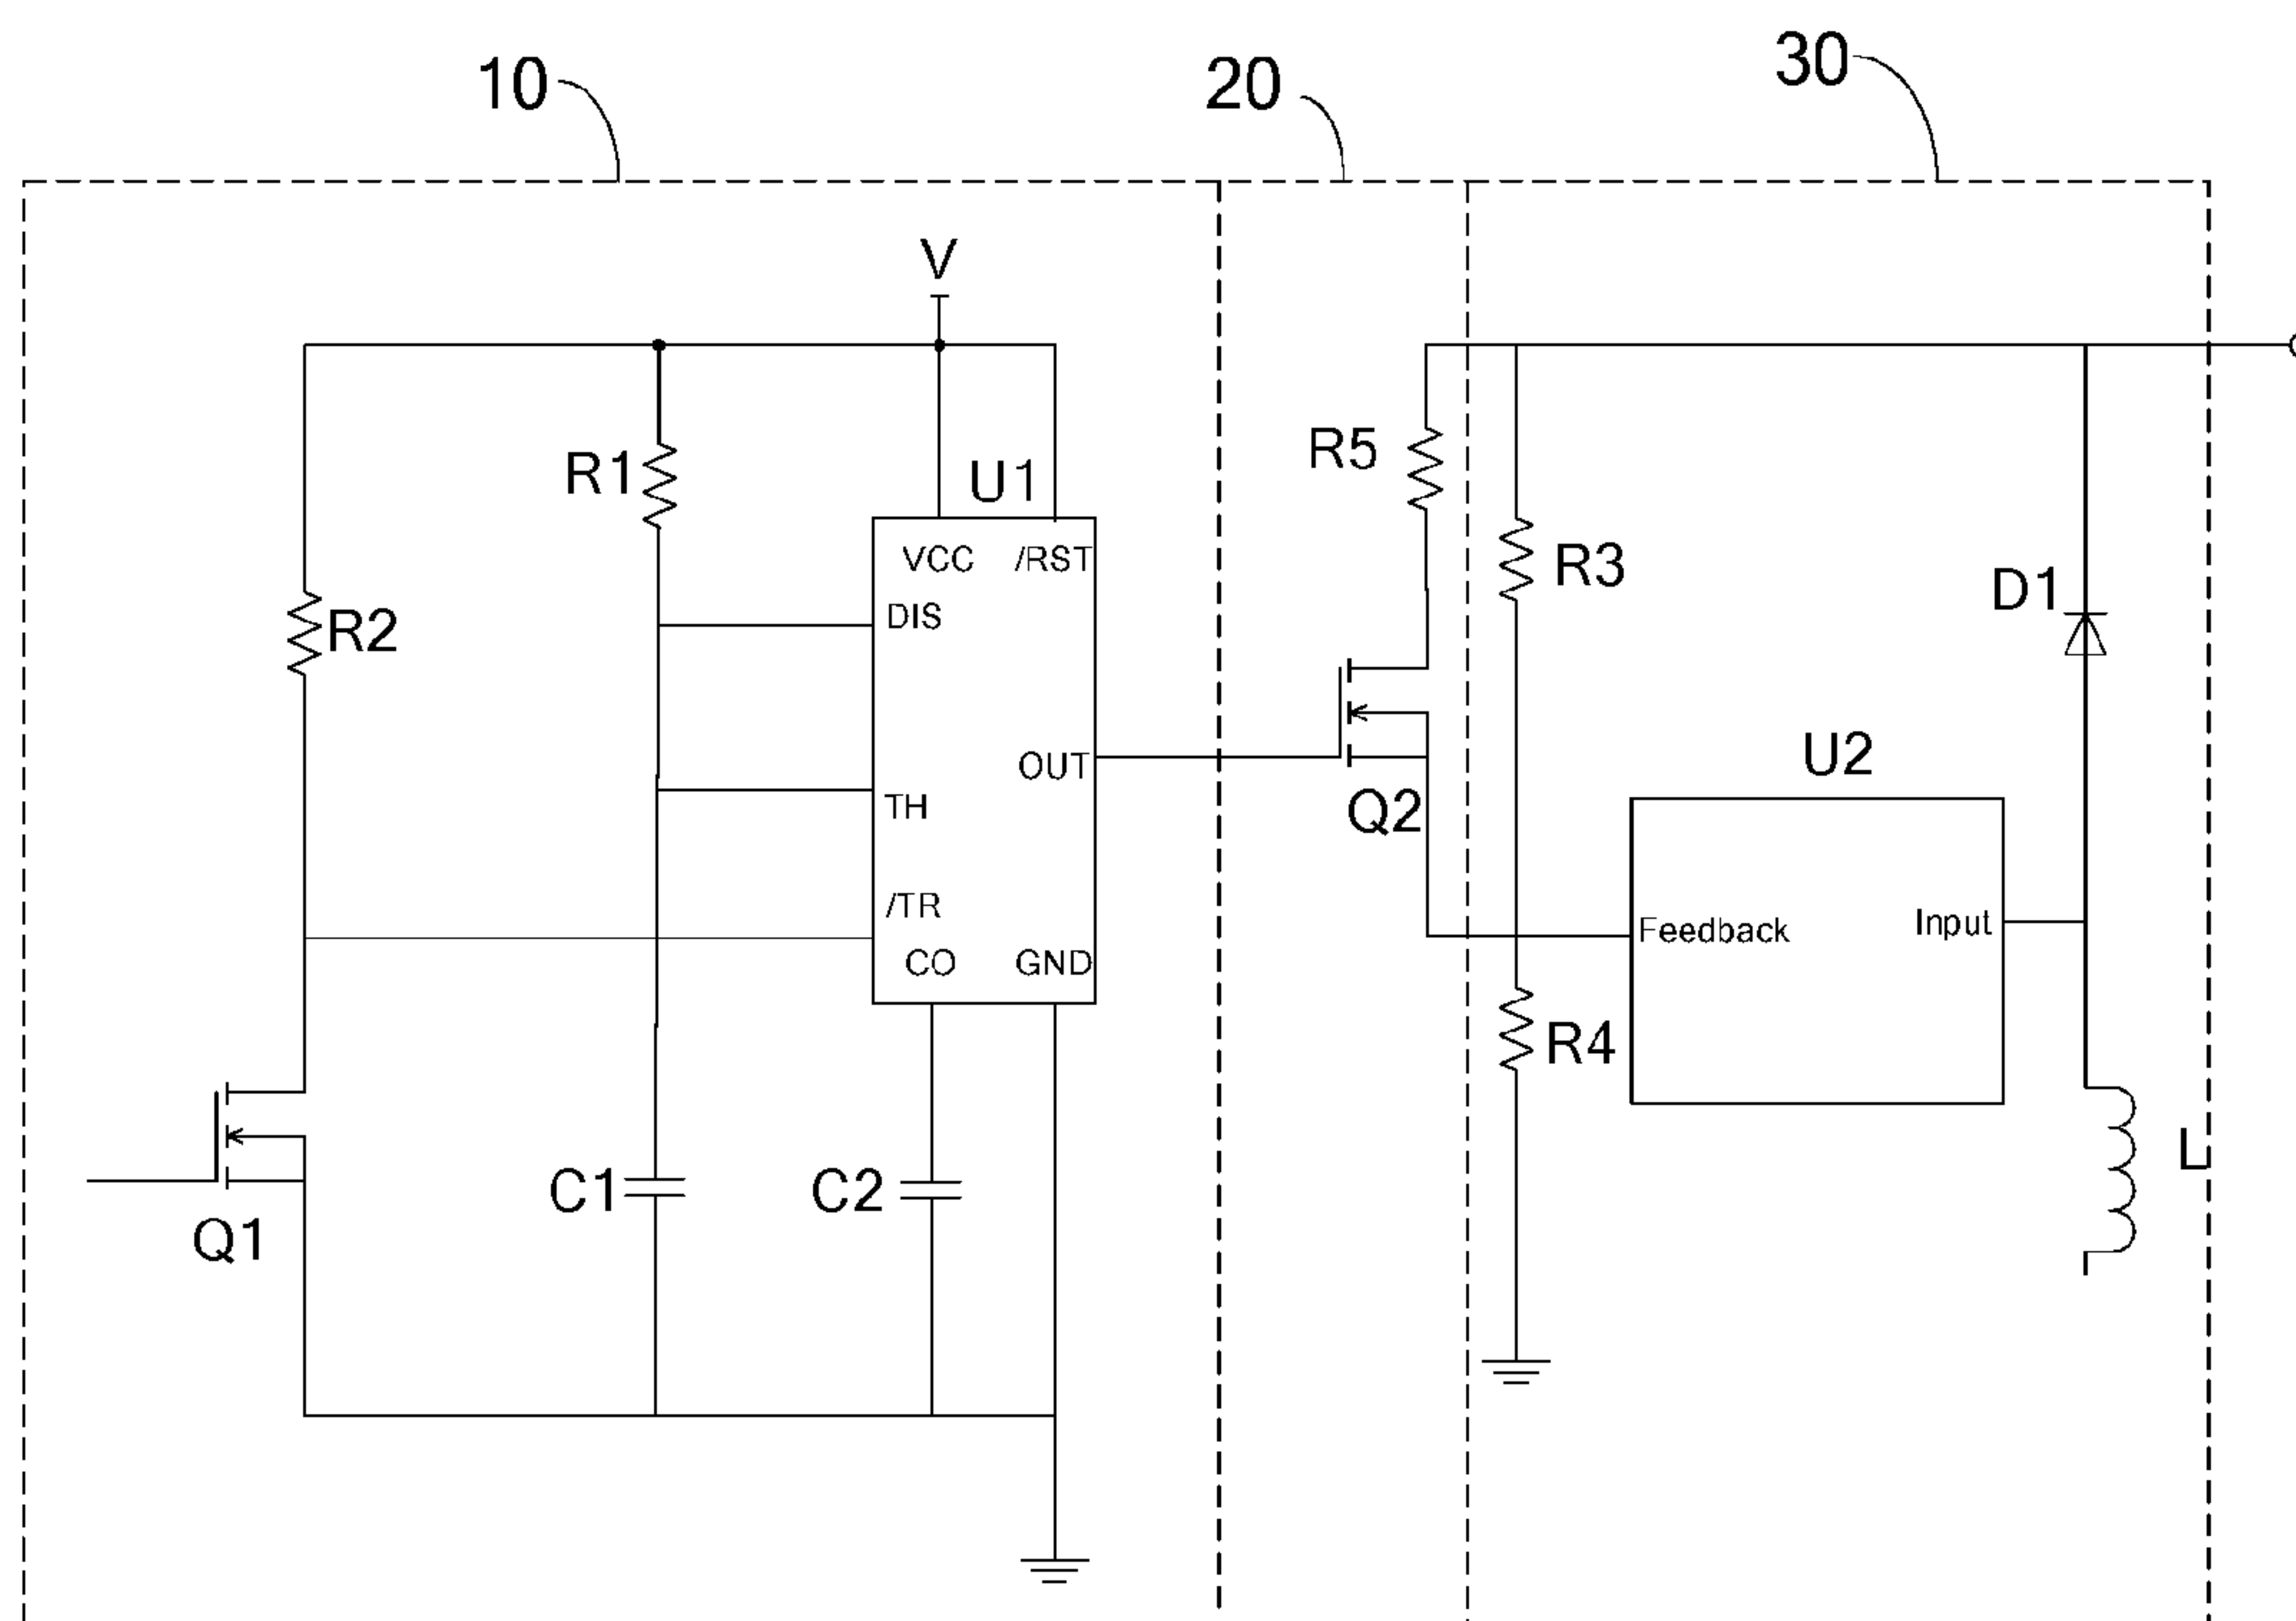 10
20
30
V
R1
U1
R5
VCC /RST
R3
DIS
D1
R2
OUT
U2
TH
Q2
/TR
Feedback
Input
CO GND
R4
L
C1
C2
Q1